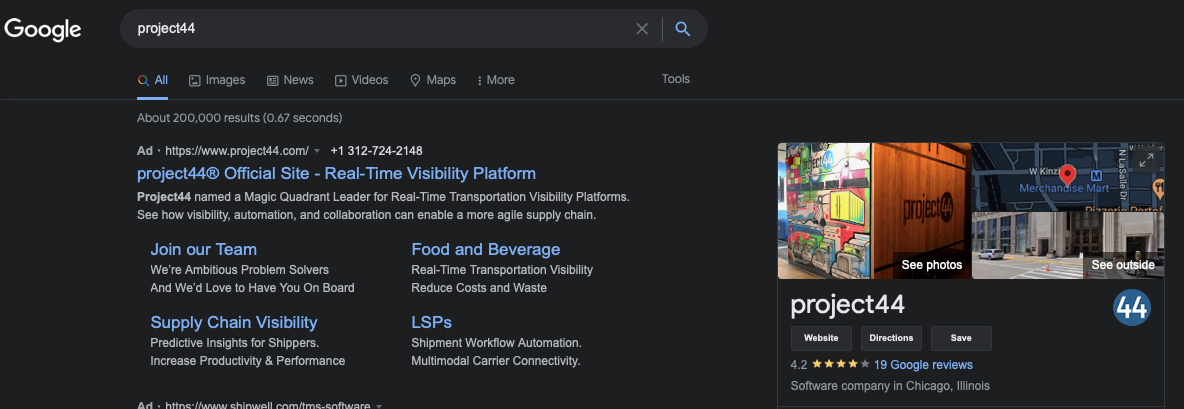 Google
project44
All
Images
News
Videos
Maps
More
Tools
About 200,000 results (0.67 seconds)
Ad · https://www.project44.com/ +1 312-724-2148
project44® Official Site - Real-Time Visibility Platform
Project44 named a Magic Quadrant Leader for Real-Time Transportation Visibility Platforms.
See how visibility, automation, and collaboration can enable a more agile supply chain.
Join our Team
We're Ambitious Problem Solvers
And We'd Love to Have You On Board
Food and Beverage
Real-Time Transportation Visibility
Reduce Costs and Waste
Supply Chain Visibility
Predictive Insights for Shippers.
Increase Productivity & Performance
LSPs
Shipment Workflow Automation.
Multimodal Carrier Connectivity.
Ad · https://www.shipwell.com/tms-software
project44
project44
See photos
W Kinzi
N LaSalle Dr
M
Merchandise Mart
See outside
project44
44
Website
Directions
Save
4.2 19 Google reviews
Software company in Chicago, Illinois